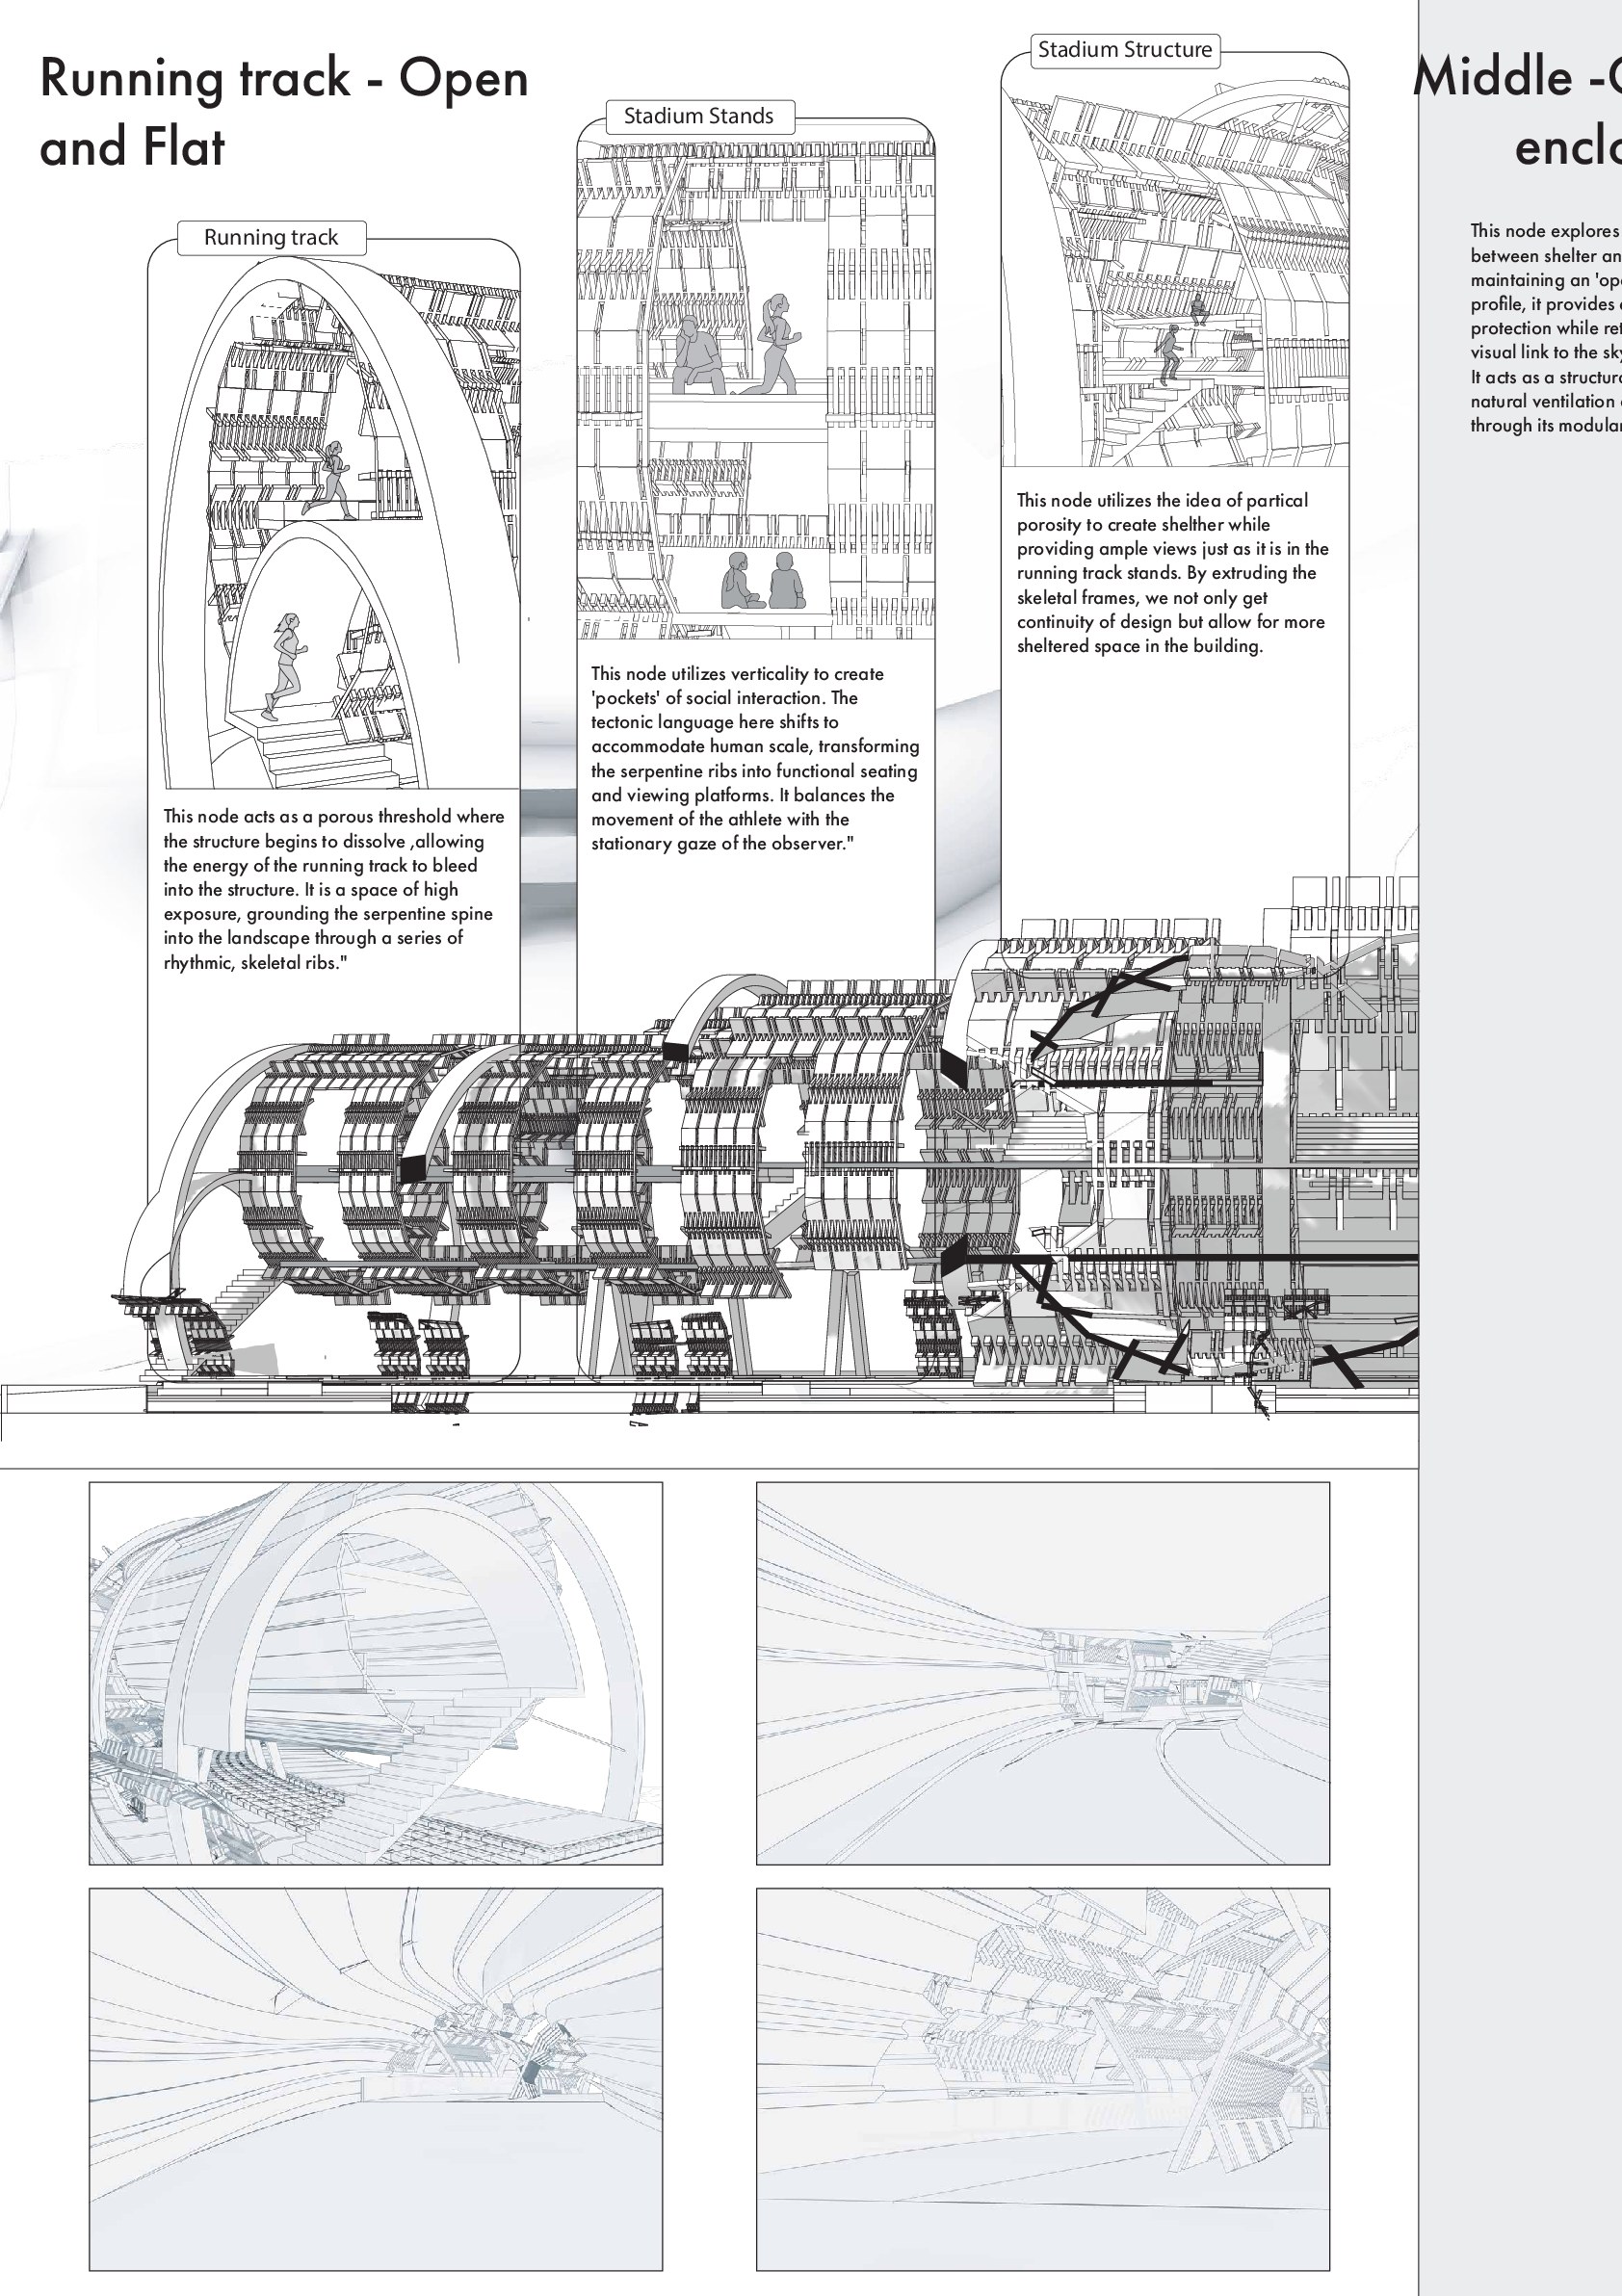 Running track - Open
and Flat
Running track
This node acts as a porous threshold where
the structure begins to dissolve ,allowing
the energy of the running track to bleed
into the structure. It is a space of high
exposure, grounding the serpentine spine
into the landscape through a series of
rhythmic, skeletal ribs."
Stadium Stands
This node utilizes verticality to create
'pockets' of social interaction. The
tectonic language here shifts to
accommodate human scale, transforming
the serpentine ribs into functional seating
and viewing platforms. It balances the
movement of the athlete with the
stationary gaze of the observer."
Stadium Structure
This node utilizes the idea of partical
porosity to create shelther while
providing ample views just as it is in the
running track stands. By extruding the
skeletal frames, we not only get
continuity of design but allow for more
sheltered space in the building.
Middle -
This node explores
between shelter
maintaining an
profile, it provides
protection while
visual link to the
It acts as a
natural ventilation
through its